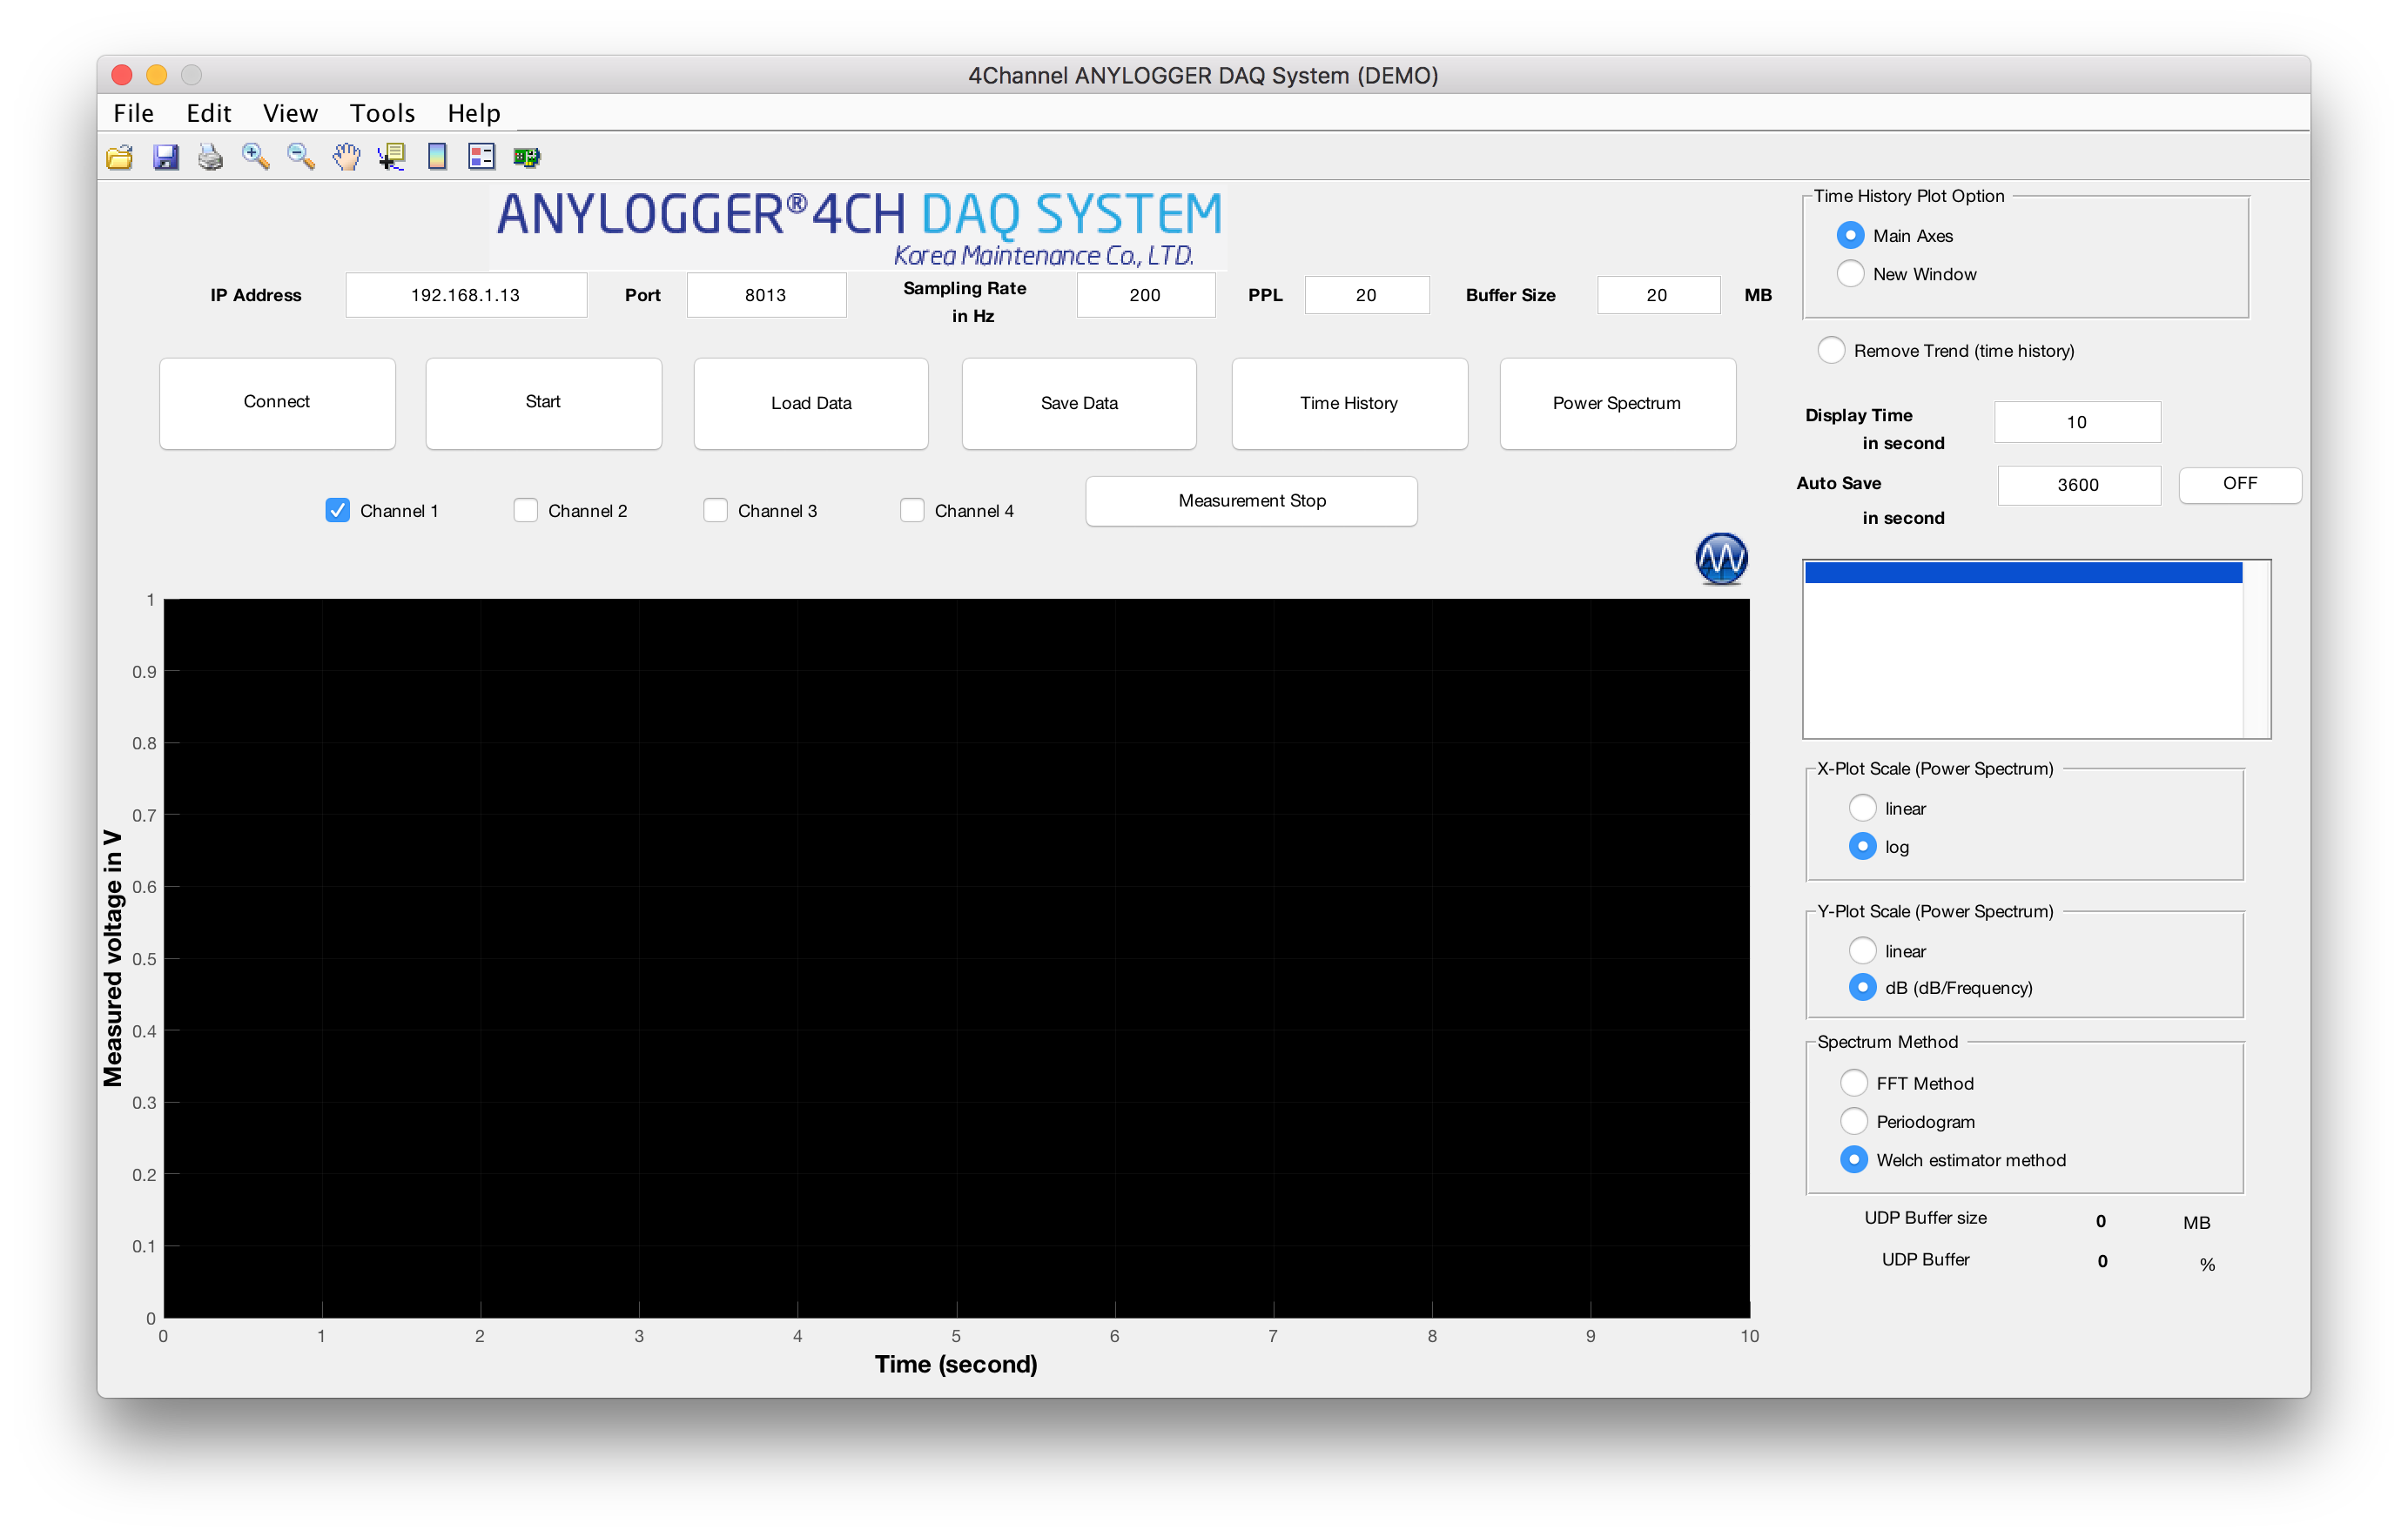 4Channel ANYLOGGER DAQ System (DEMO)
File Edit View Tools Help
ANYLOGGER®4CH DAQ SYSTEM
Korea Maintenance Co., LTD.
IP Address 192.168.1.13 Port 8013 Sampling Rate in Hz 200 PPL 20 Buffer Size 20 MB
Connect Start Load Data Save Data Time History Power Spectrum
Channel 1 Channel 2 Channel 3 Channel 4 Measurement Stop
1
0.9
0.8
0.7
0.6
0.5
0.4
0.3
0.2
0.1
0
Measured voltage in V
0 1 2 3 4 5 6 7 8 9 10
Time (second)
Time History Plot Option
Main Axes
New Window
Remove Trend (time history)
Display Time 10
in second
Auto Save 3600 OFF
in second
X-Plot Scale (Power Spectrum)
linear
log
Y-Plot Scale (Power Spectrum)
linear
dB (dB/Frequency)
Spectrum Method
FFT Method
Periodogram
Welch estimator method
UDP Buffer size 0 MB
UDP Buffer 0 %